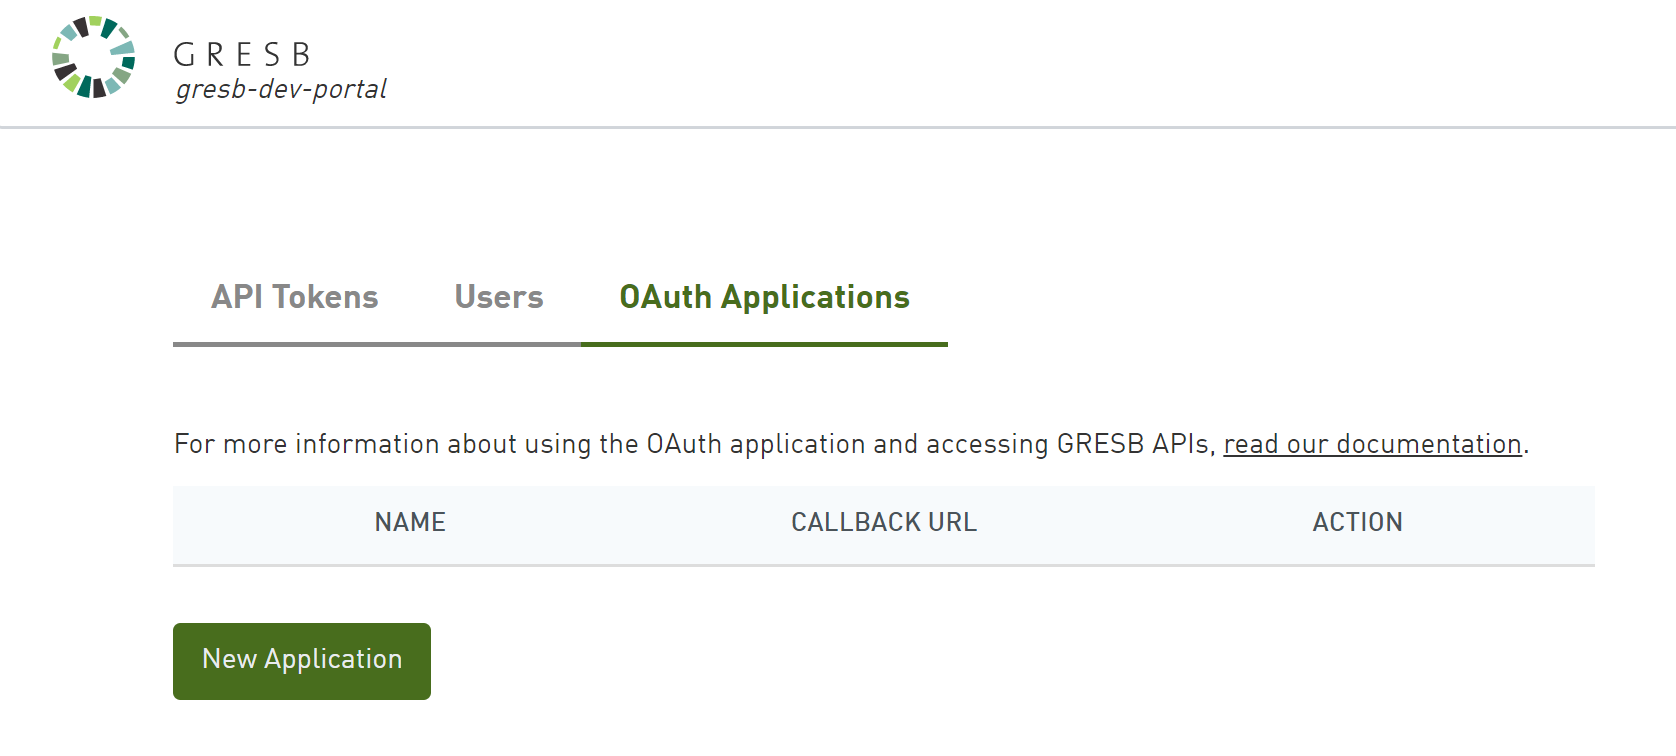 GRESB
gresb-dev-portal
API Tokens Users OAuth Applications
For more information about using the OAuth application and accessing GRESB APIs, read our documentation.
NAME CALLBACK URL ACTION
New Application